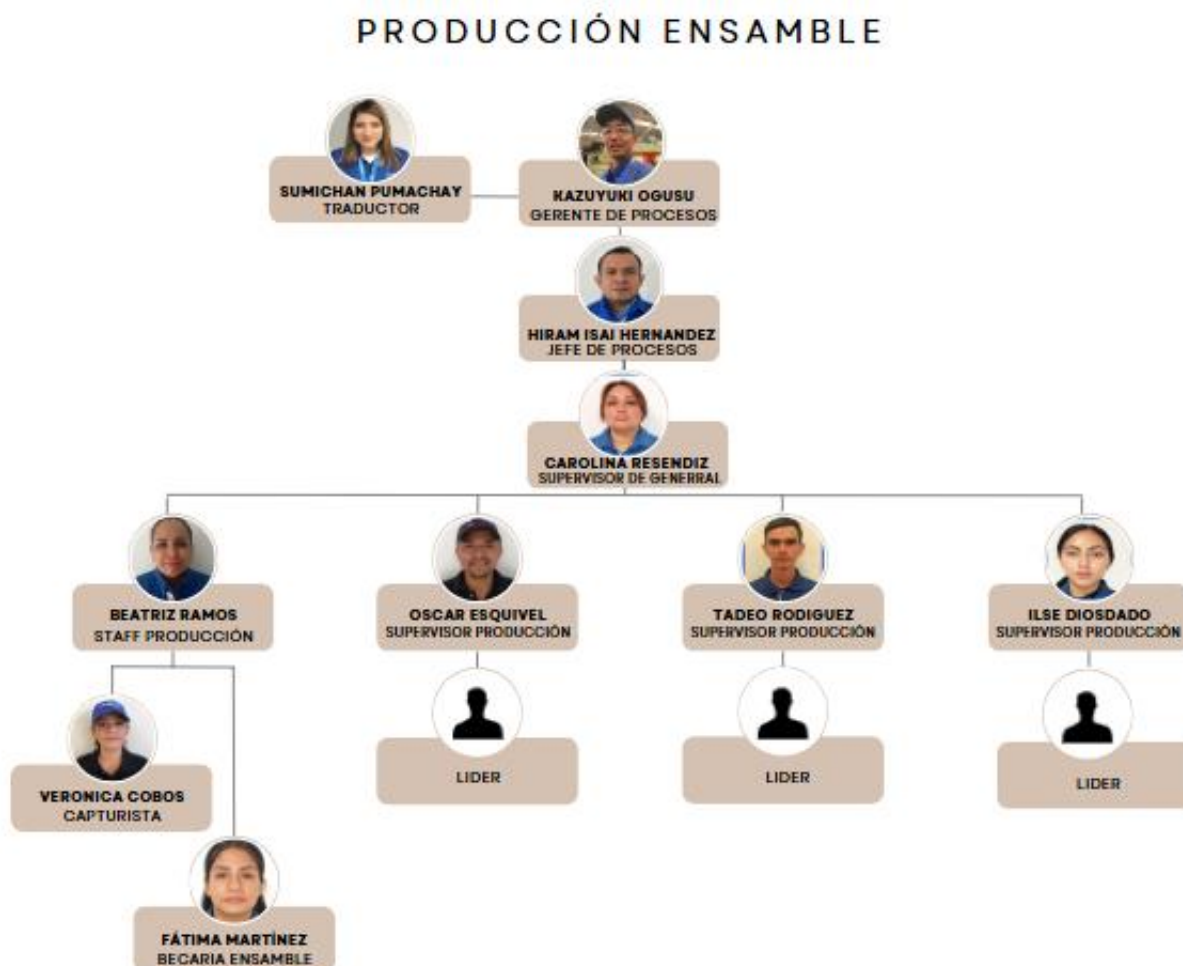 PRODUCCIÓN ENSAMBLE
SUMICHAN PUMACHAY
TRADUCTOR
KAZUYUKI OGUSU
GERENTE DE PROCESOS
HIRAM ISAI HERNANDEZ
JEFE DE PROCESOS
CAROLINA RESENDIZ
SUPERVISOR DE GENERRAL
BEATRIZ RAMOS
STAFF PRODUCCIÓN
OSCAR ESQUIVEL
SUPERVISOR PRODUCCIÓN
TADEO RODIGUEZ
SUPERVISOR PRODUCCIÓN
ILSE DIOSDADO
SUPERVISOR PRODUCCIÓN
VERONICA COBOS
CAPTURISTA
LIDER
LIDER
LIDER
FÁTIMA MARTÍNEZ
BECARIA ENSAMBLE